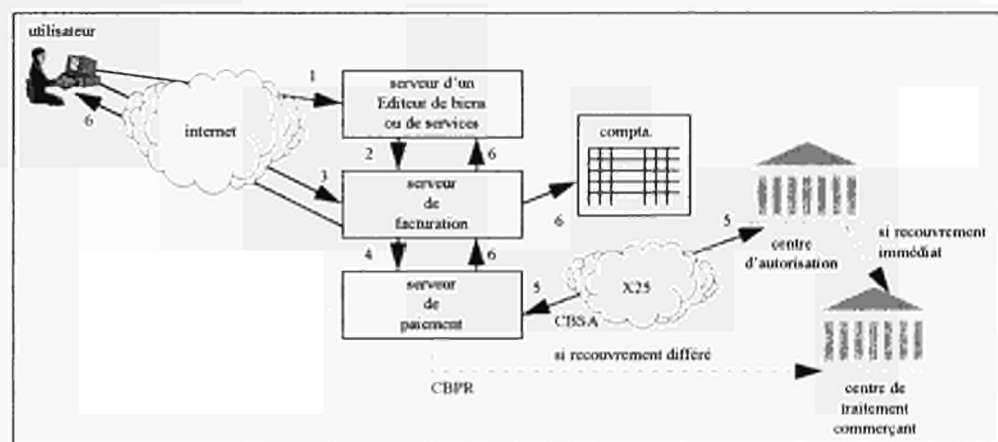 utilisateur
1
serveur d'un
Editeur de biens
ou de services
6
internet
compta.
2
6
3
serveur
de
facturation
6
5
si recouvrement
immédiat
centre
d'autorisation
4
6
serveur
de
paiement
5
X25
CBSA
si recouvrement différé
CBPR
centre de
traitement
commerçant